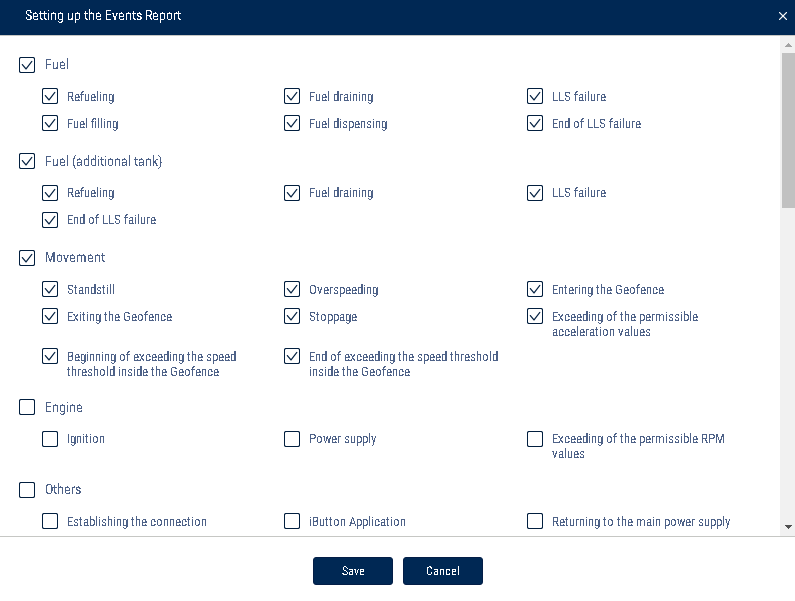 Setting up the Events Report
Fuel
Refueling
Fuel draining
LLS failure
Fuel filling
Fuel dispensing
End of LLS failure
Fuel (additional tank)
Refueling
Fuel draining
LLS failure
End of LLS failure
Movement
Standstill
Overspeeding
Entering the Geofence
Exiting the Geofence
Stoppage
Exceeding of the permissible
acceleration values
Beginning of exceeding the speed
threshold inside the Geofence
End of exceeding the speed threshold
inside the Geofence
Engine
Ignition
Power supply
Exceeding of the permissible RPM
values
Others
Establishing the connection
iButton Application
Returning to the main power supply
Save
Cancel